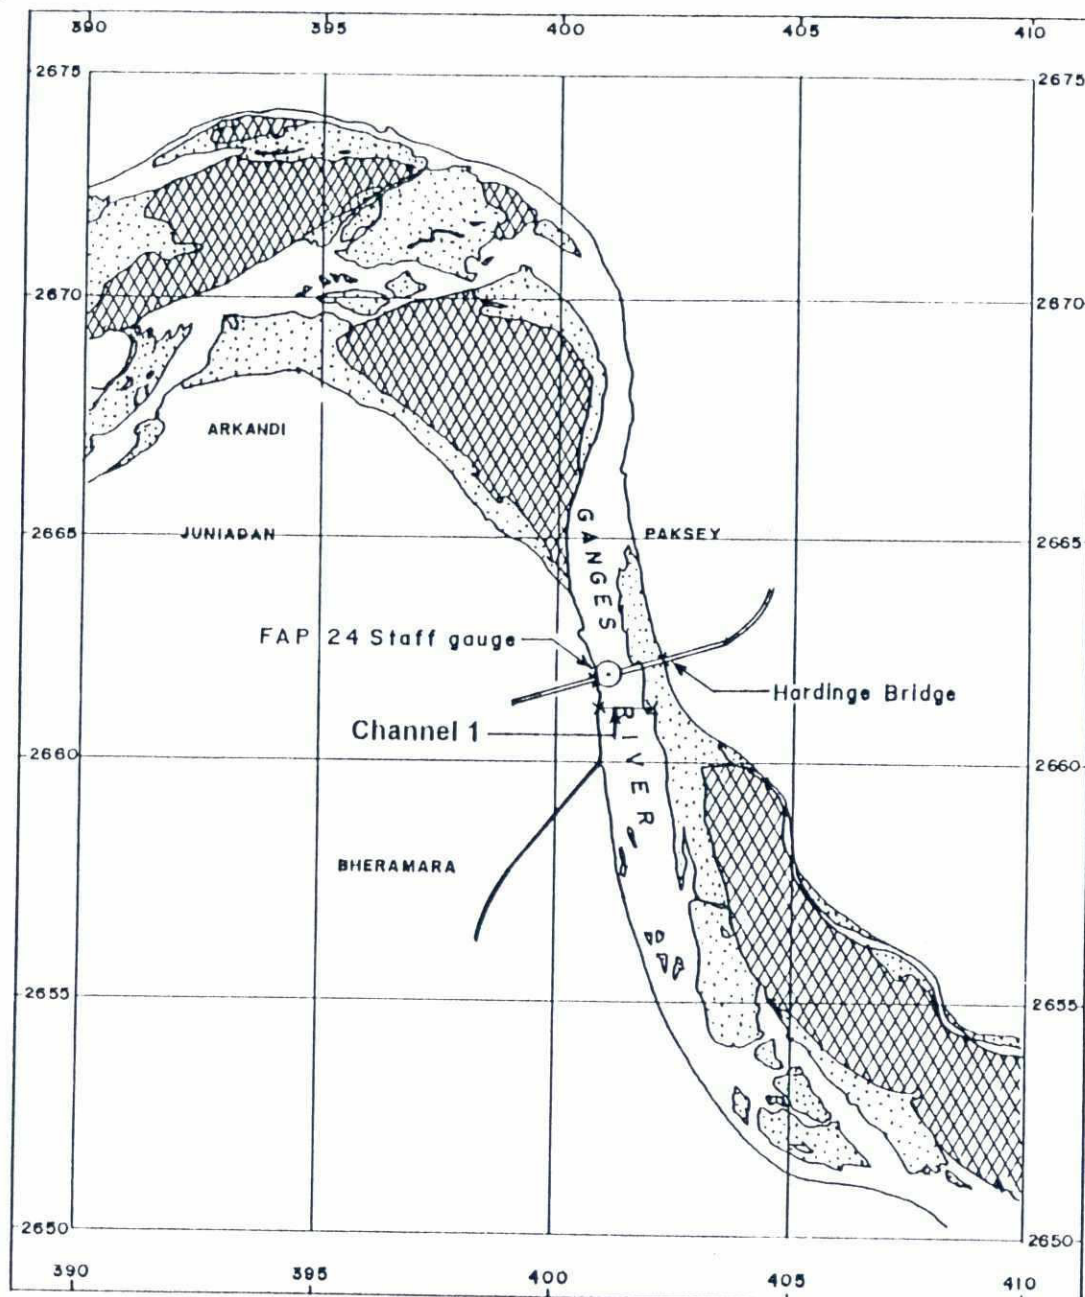 390 395 400 405 410
2675 2675
2670 2670
ARKANDI
2665 JUNIADAN GANGES PAKSEY 2665
FAP 24 Staff gauge
Hardinge Bridge
Channel 1
RIVER
2660 2660
BHERAMARA
2655 2655
2650 2650
390 395 400 405 410